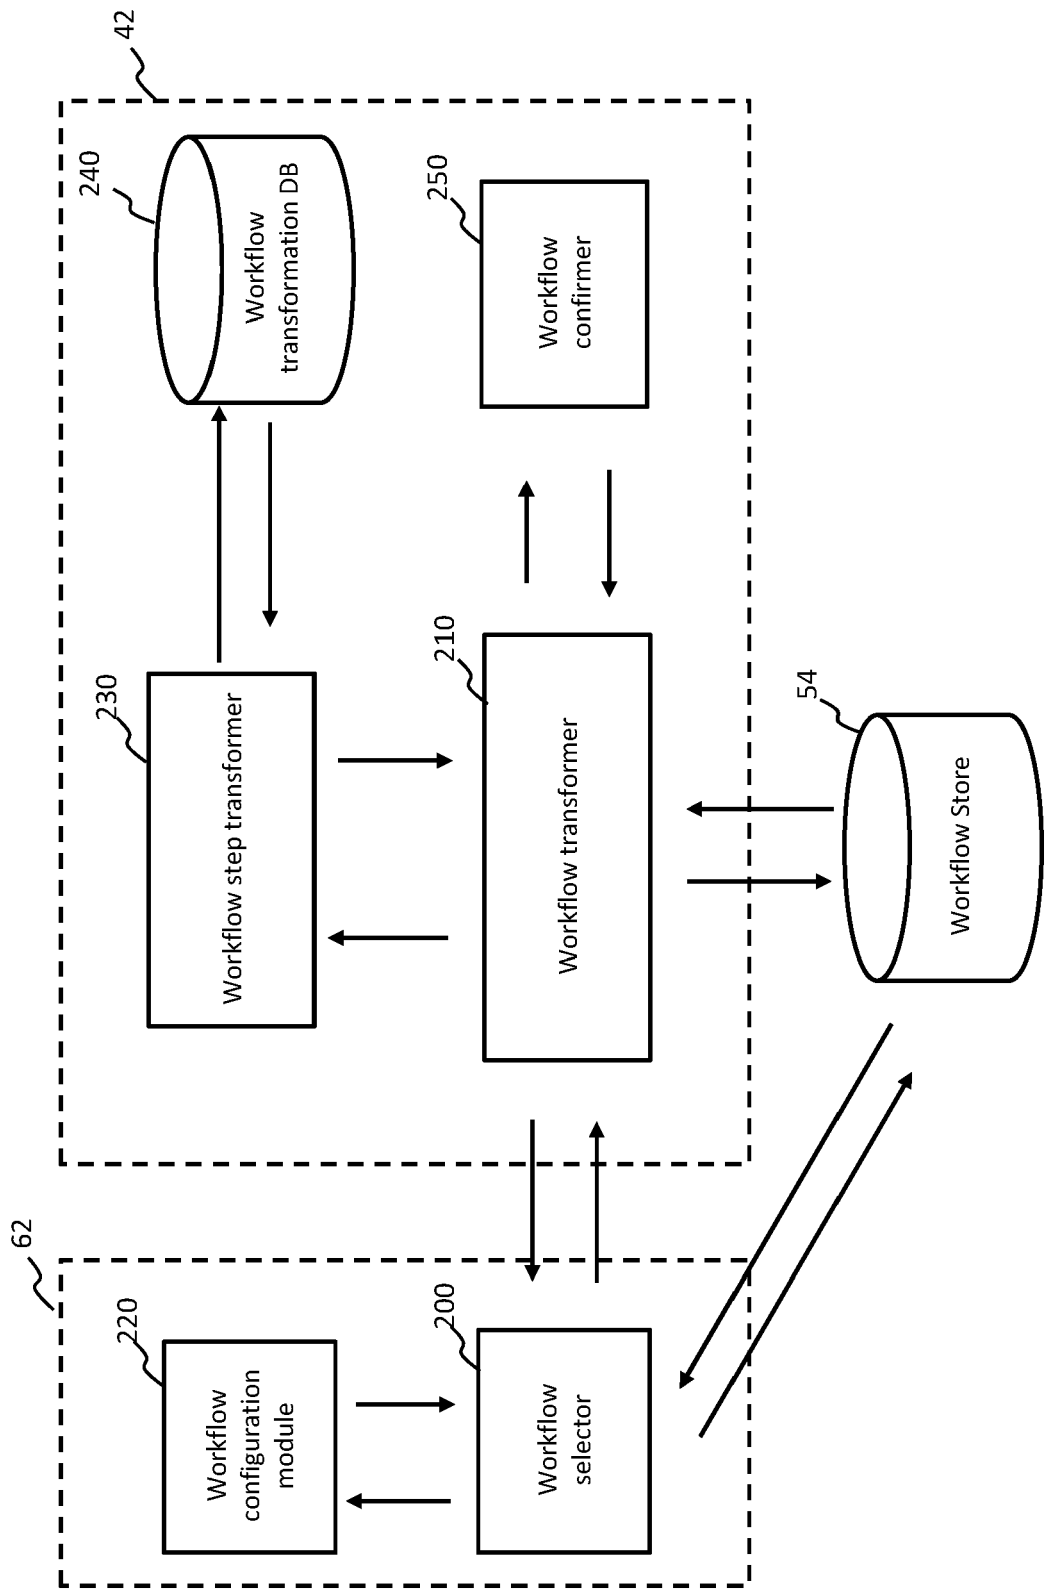 62
42
220
Workflow
configuration
module
230
Workflow step transformer
240
Workflow
transformation DB
200
Workflow
selector
210
Workflow transformer
250
Workflow
confirmer
54
Workflow Store